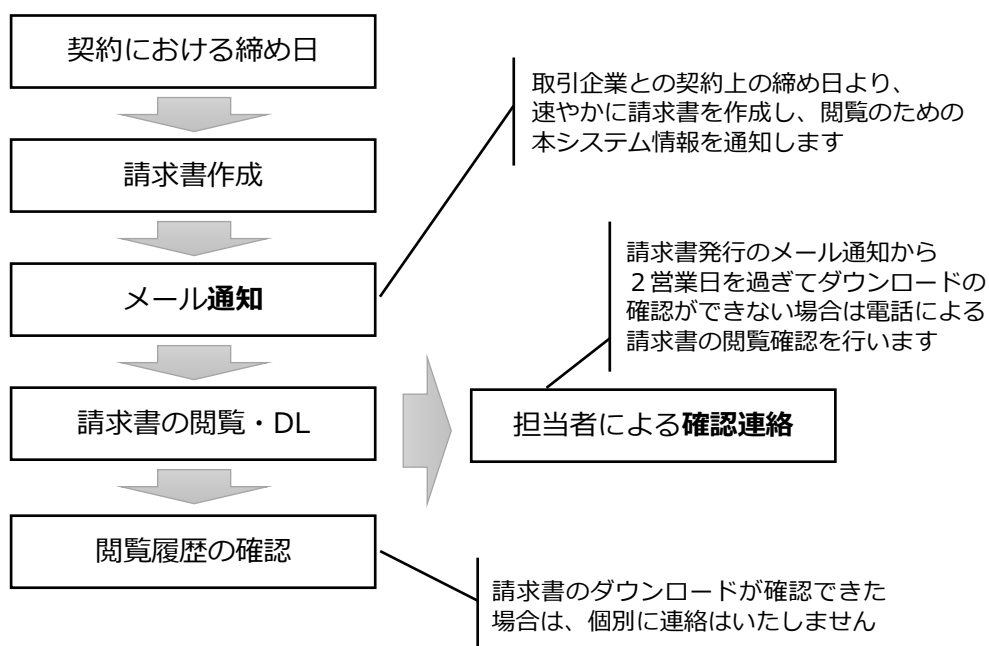 契約における締め日
取引企業との契約上の締め日より、
速やかに請求書を作成し、閲覧のための
本システム情報を通知します
請求書作成
メール通知
請求書発行のメール通知から
２営業日を過ぎてダウンロードの
確認ができない場合は電話による
請求書の閲覧確認を行います
請求書の閲覧・DL
担当者による確認連絡
閲覧履歴の確認
請求書のダウンロードが確認できた
場合は、個別に連絡はいたしません